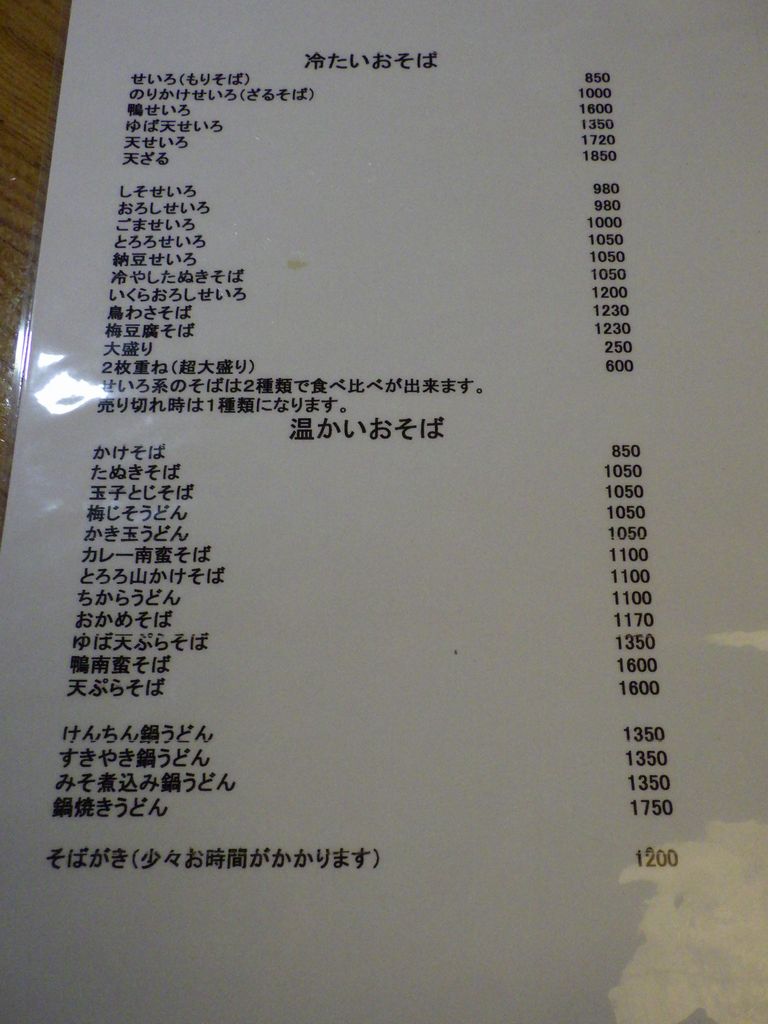 冷たいおそば
せいろ(もりそば) 850
のりかけせいろ(ざるそば) 1000
鴨せいろ 1600
ゆば天せいろ 1350
天せいろ 1720
天ざる 1850
しそせいろ 980
おろしせいろ 980
ごませいろ 1000
とろろせいろ 1050
納豆せいろ 1050
冷やしたぬきそば 1050
いくらおろしせいろ 1200
鳥わさそば 1230
梅豆腐そば 1230
大盛り 250
2枚重ね(超大盛り) 600
せいろ系のそばは2種類で食べ比べが出来ます。
売り切れ時は1種類になります。
温かいおそば
かけそば 850
たぬきそば 1050
玉子とじそば 1050
梅じそうどん 1050
かき玉うどん 1050
カレー南蛮そば 1100
とろろ山かけそば 1100
ちからうどん 1100
おかめそば 1170
ゆば天ぷらそば 1350
鴨南蛮そば 1600
天ぷらそば 1600
けんちん鍋うどん 1350
すきやき鍋うどん 1350
みそ煮込み鍋うどん 1350
鍋焼きうどん 1750
そばがき(少々お時間がかかります) 1200